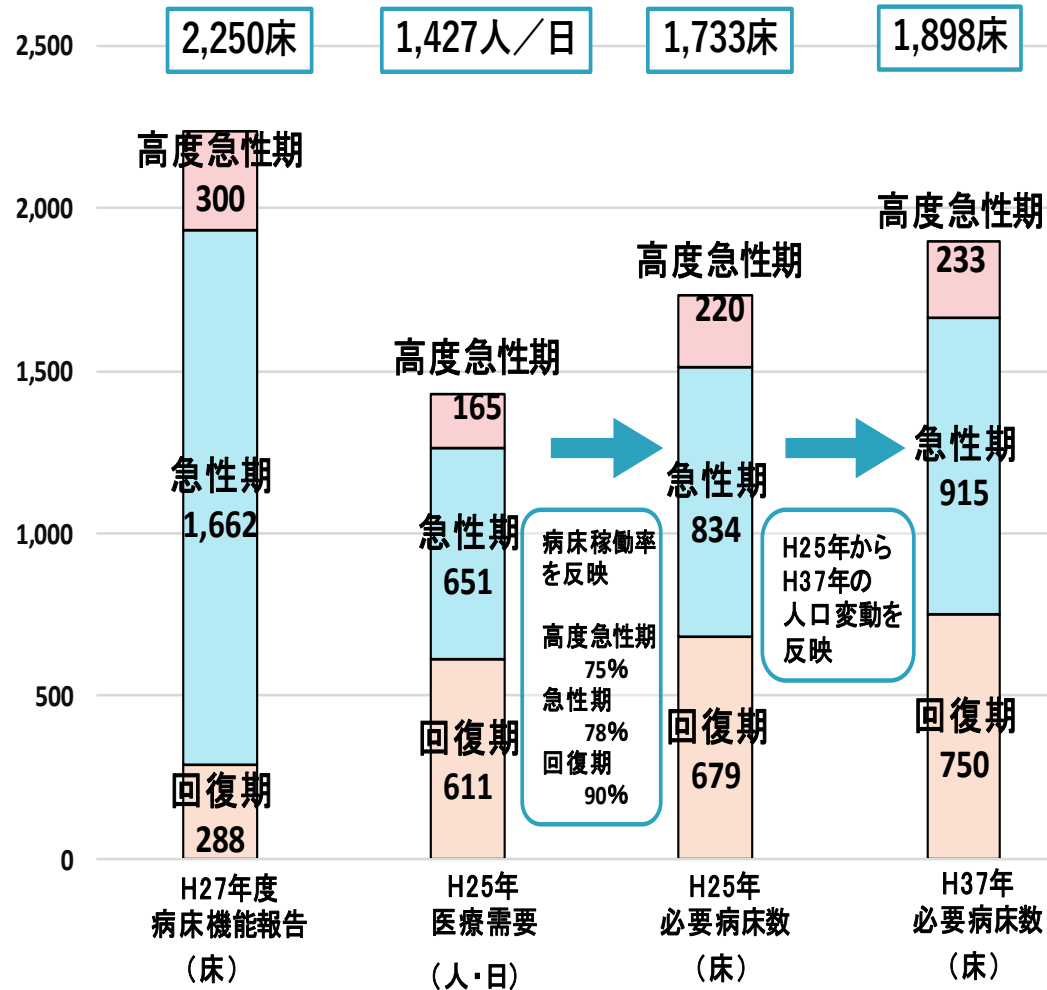 2,250床
1,427人／日
1,733床
1,898床
2,500
2,000
1,500
1,000
500
0
高度急性期
300
急性期
1,662
回復期
288
高度急性期
165
急性期
651
回復期
611
病床稼働率
を反映
高度急性期
75%
急性期
78%
回復期
90%
高度急性期
220
急性期
834
回復期
679
H25年から
H37年の
人口変動を
反映
高度急性期
233
急性期
915
回復期
750
H27年度
病床機能報告
（床）
H25年
医療需要
（人・日）
H25年
必要病床数
（床）
H37年
必要病床数
（床）